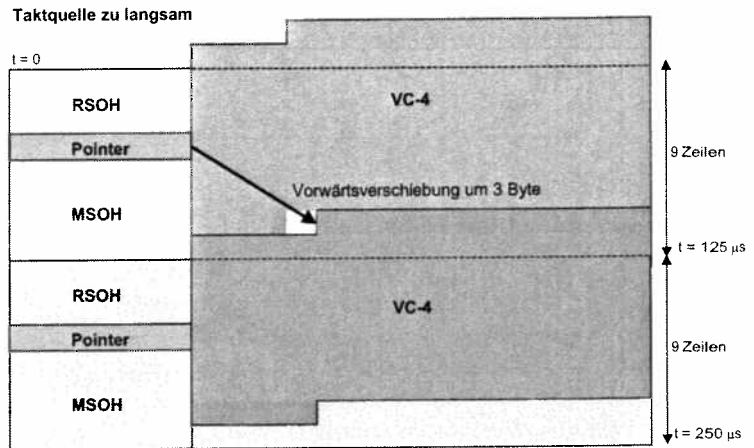 Taktquelle zu langsam
t = 0
RSOH
VC-4
Pointer
9 Zeilen
Vorwärtsverschiebung um 3 Byte
MSOH
t = 125 µs
RSOH
VC-4
Pointer
9 Zeilen
MSOH
t = 250 µs